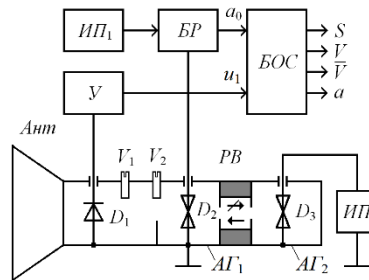 ИП₁ БР a₀ БОС S
V
V̅
a
У u₁
Ант V₁ V₂ РВ
D₁ D₂ D₃ ИП
АГ₁ АГ₂